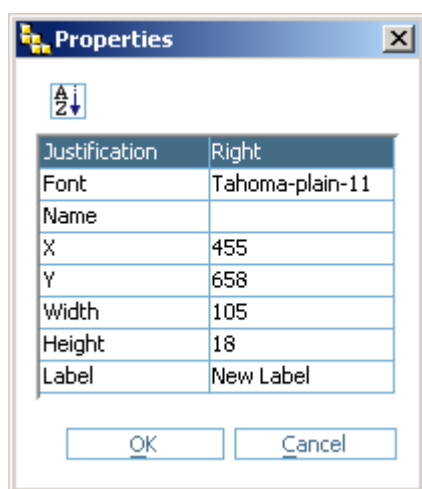 Properties
A
Z
Justification Right
Font Tahoma-plain-11
Name
X 455
Y 658
Width 105
Height 18
Label New Label
OK Cancel